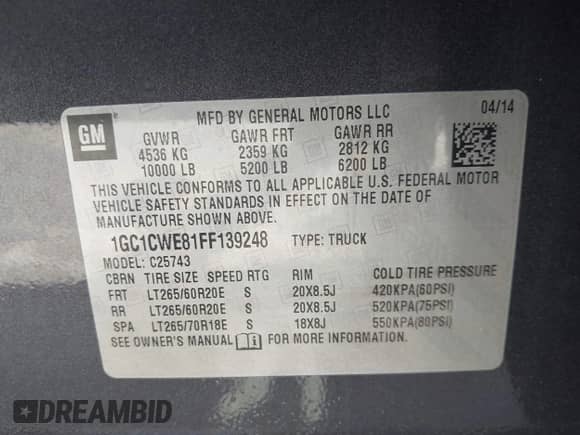 MFD BY GENERAL MOTORS LLC 04/14
GM
GVWR GAWR FRT GAWR RR
4536 KG 2359 KG 2812 KG
10000 LB 5200 LB 6200 LB
THIS VEHICLE CONFORMS TO ALL APPLICABLE U.S. FEDERAL MOTOR
VEHICLE SAFETY STANDARDS IN EFFECT ON THE DATE OF
MANUFACTURE SHOWN ABOVE.
1GC1CWE81FF139248 TYPE: TRUCK
MODEL: C25743
CBRN TIRE SIZE SPEED RTG RIM COLD TIRE PRESSURE
FRT LT265/60R20E S 20X8.5J 420KPA(60PSI)
RR LT265/60R20E S 20X8.5J 520KPA(75PSI)
SPA LT265/70R18E S 18X8J 550KPA(80PSI)
SEE OWNER'S MANUAL i FOR MORE INFORMATION.
DREAMBID